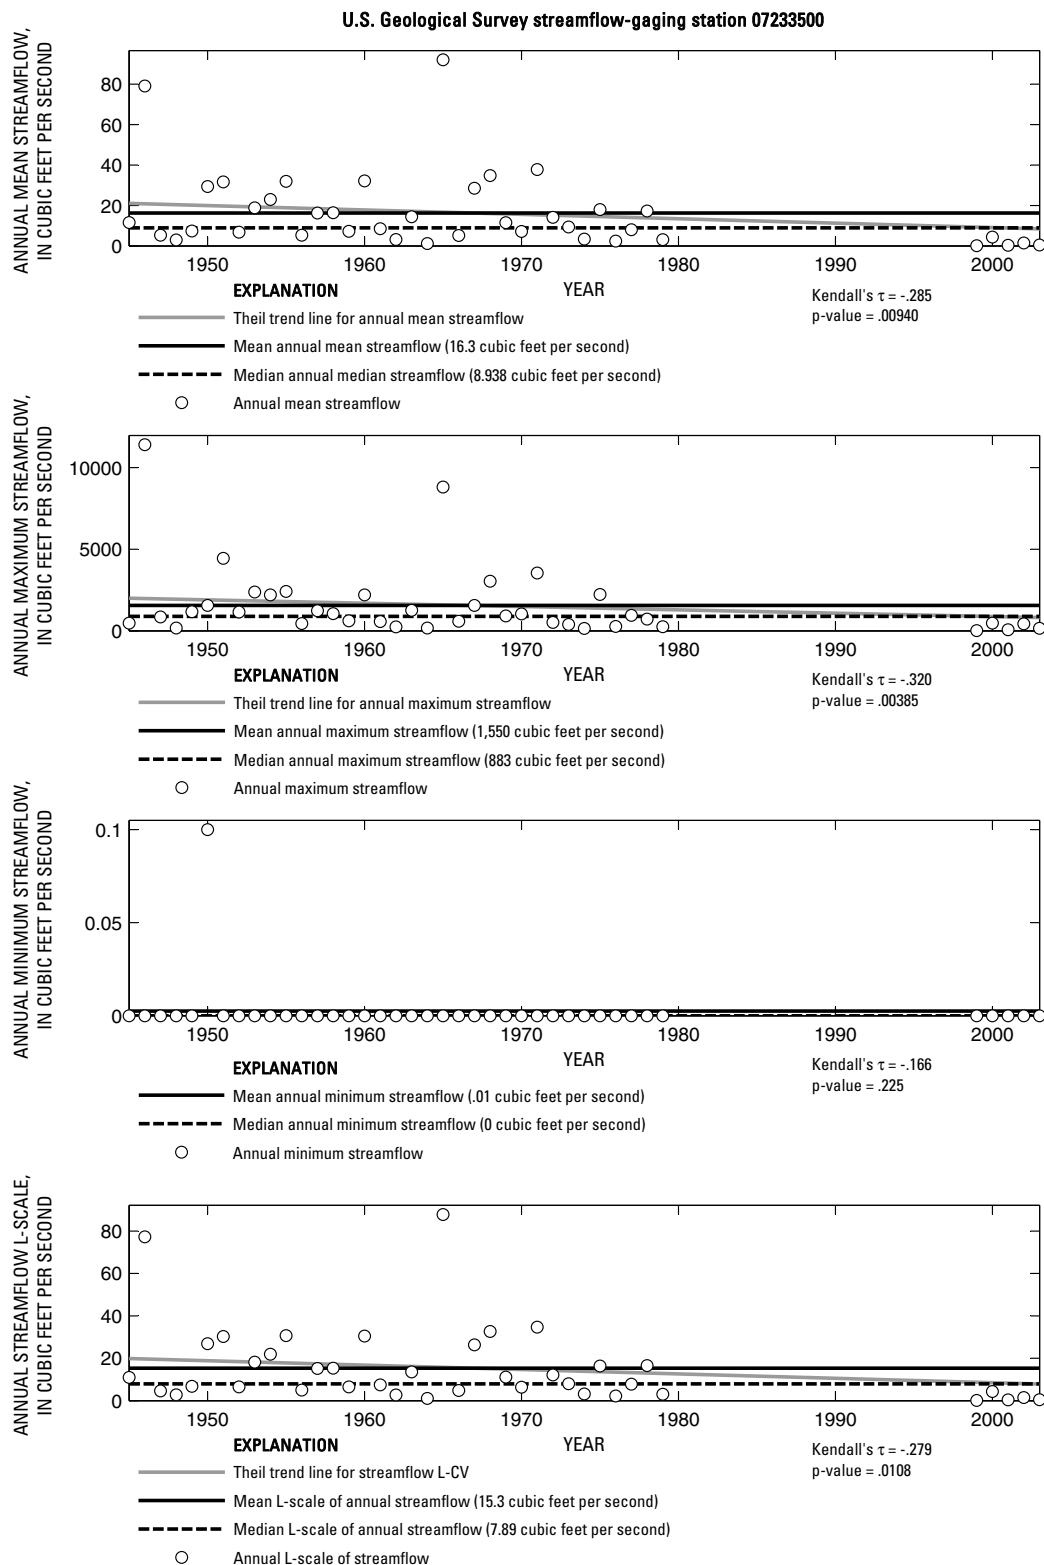 U.S. Geological Survey streamflow-gaging station 07233500
ANNUAL MEAN STREAMFLOW,
IN CUBIC FEET PER SECOND
80
60
40
20
0
1950 1960 1970 1980 1990 2000
YEAR
EXPLANATION
Theil trend line for annual mean streamflow
Mean annual mean streamflow (16.3 cubic feet per second)
Median annual median streamflow (8.938 cubic feet per second)
Annual mean streamflow
Kendall's τ = -.285
p-value = .00940
ANNUAL MAXIMUM STREAMFLOW,
IN CUBIC FEET PER SECOND
10000
5000
0
1950 1960 1970 1980 1990 2000
YEAR
EXPLANATION
Theil trend line for annual maximum streamflow
Mean annual maximum streamflow (1,550 cubic feet per second)
Median annual maximum streamflow (883 cubic feet per second)
Annual maximum streamflow
Kendall's τ = -.320
p-value = .00385
ANNUAL MINIMUM STREAMFLOW,
IN CUBIC FEET PER SECOND
0.1
0.05
0
1950 1960 1970 1980 1990 2000
YEAR
EXPLANATION
Mean annual minimum streamflow (.01 cubic feet per second)
Median annual minimum streamflow (0 cubic feet per second)
Annual minimum streamflow
Kendall's τ = -.166
p-value = .225
ANNUAL STREAMFLOW L-SCALE,
IN CUBIC FEET PER SECOND
80
60
40
20
0
1950 1960 1970 1980 1990 2000
YEAR
EXPLANATION
Theil trend line for streamflow L-CV
Mean L-scale of annual streamflow (15.3 cubic feet per second)
Median L-scale of annual streamflow (7.89 cubic feet per second)
Annual L-scale of streamflow
Kendall's τ = -.279
p-value = .0108